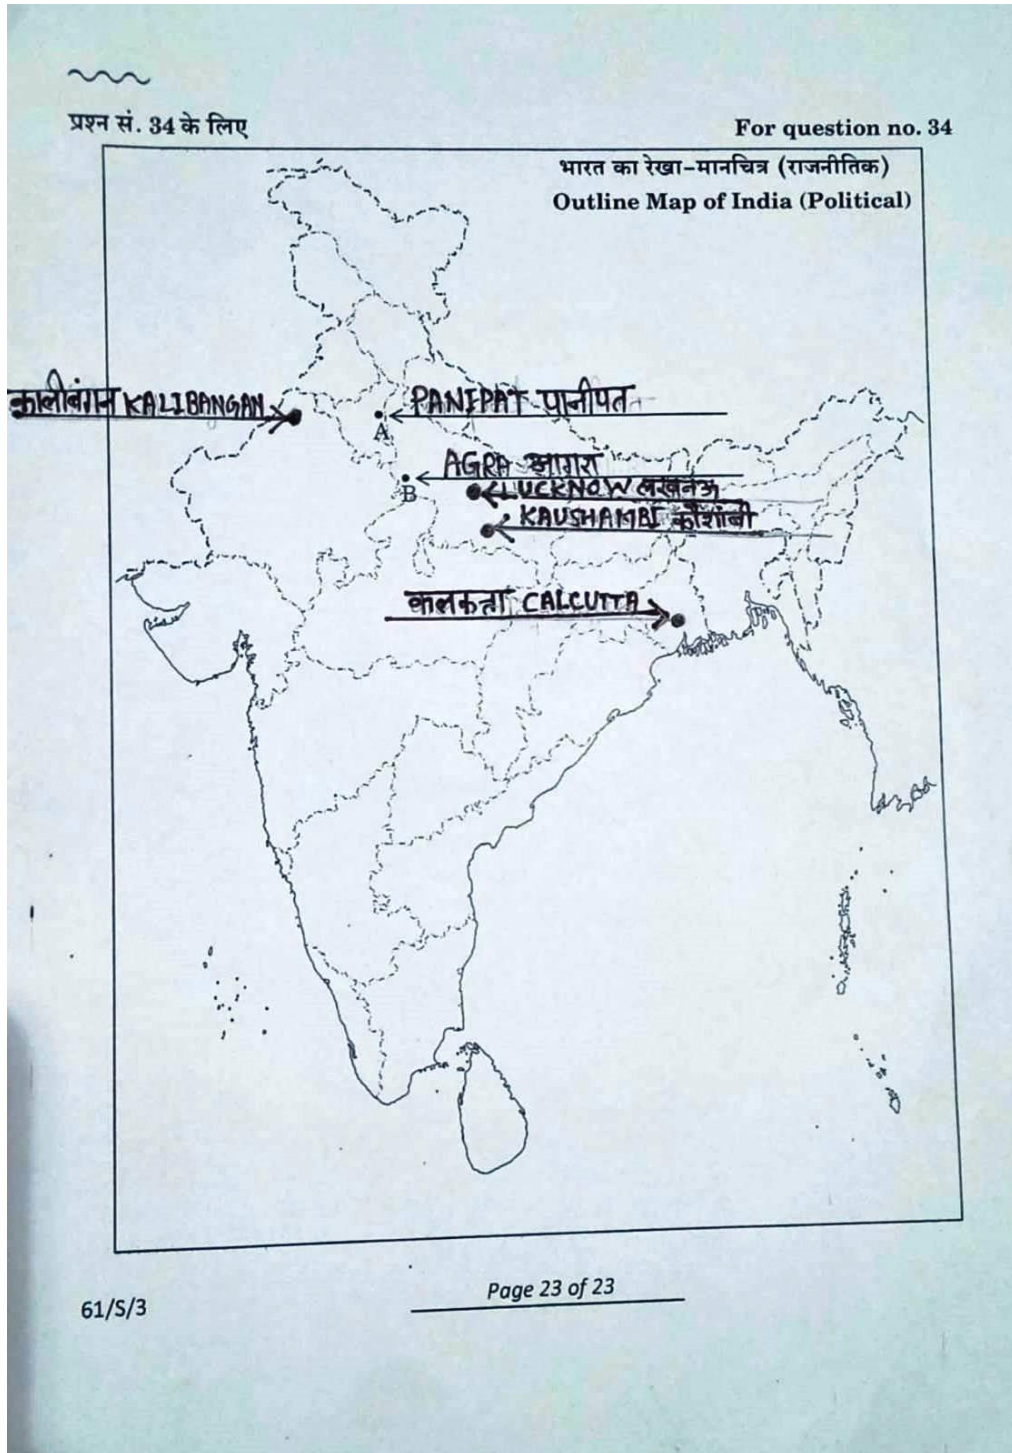 प्रश्न सं. 34 के लिए
For question no. 34
भारत का रेखा-मानचित्र (राजनीतिक)
Outline Map of India (Political)
कालीबंगन KALIBANGAN
PANIPAT पानीपत
A
AGRA आगरा
B
LUCKNOW लखनऊ
KAUSHAMBI कौशांबी
कलकत्ता CALCUTTA
61/S/3
Page 23 of 23